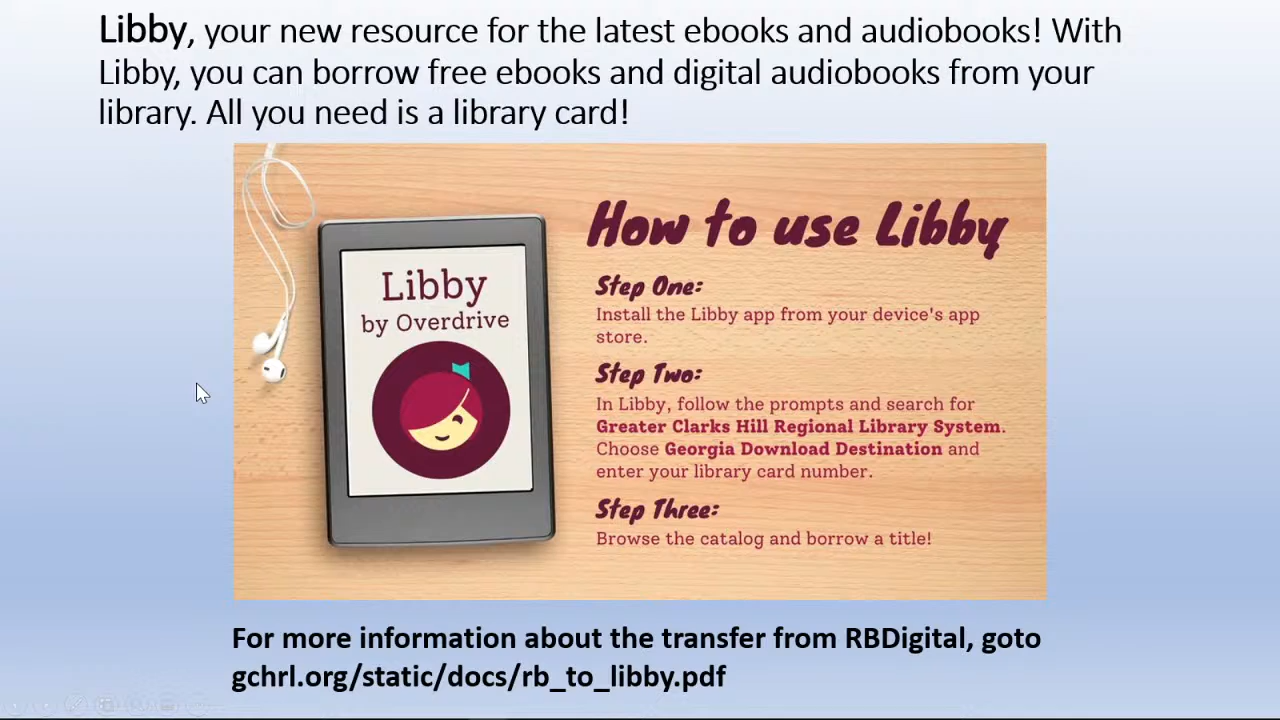 Libby, your new resource for the latest ebooks and audiobooks! With
Libby, you can borrow free ebooks and digital audiobooks from your
library. All you need is a library card!
Libby
by Overdrive
How to use Libby
Step One:
Install the Libby app from your device's app
store.
Step Two:
In Libby, follow the prompts and search for
Greater Clarks Hill Regional Library System.
Choose Georgia Download Destination and
enter your library card number.
Step Three:
Browse the catalog and borrow a title!
For more information about the transfer from RBDigital, goto
gchrl.org/static/docs/rb_to_libby.pdf